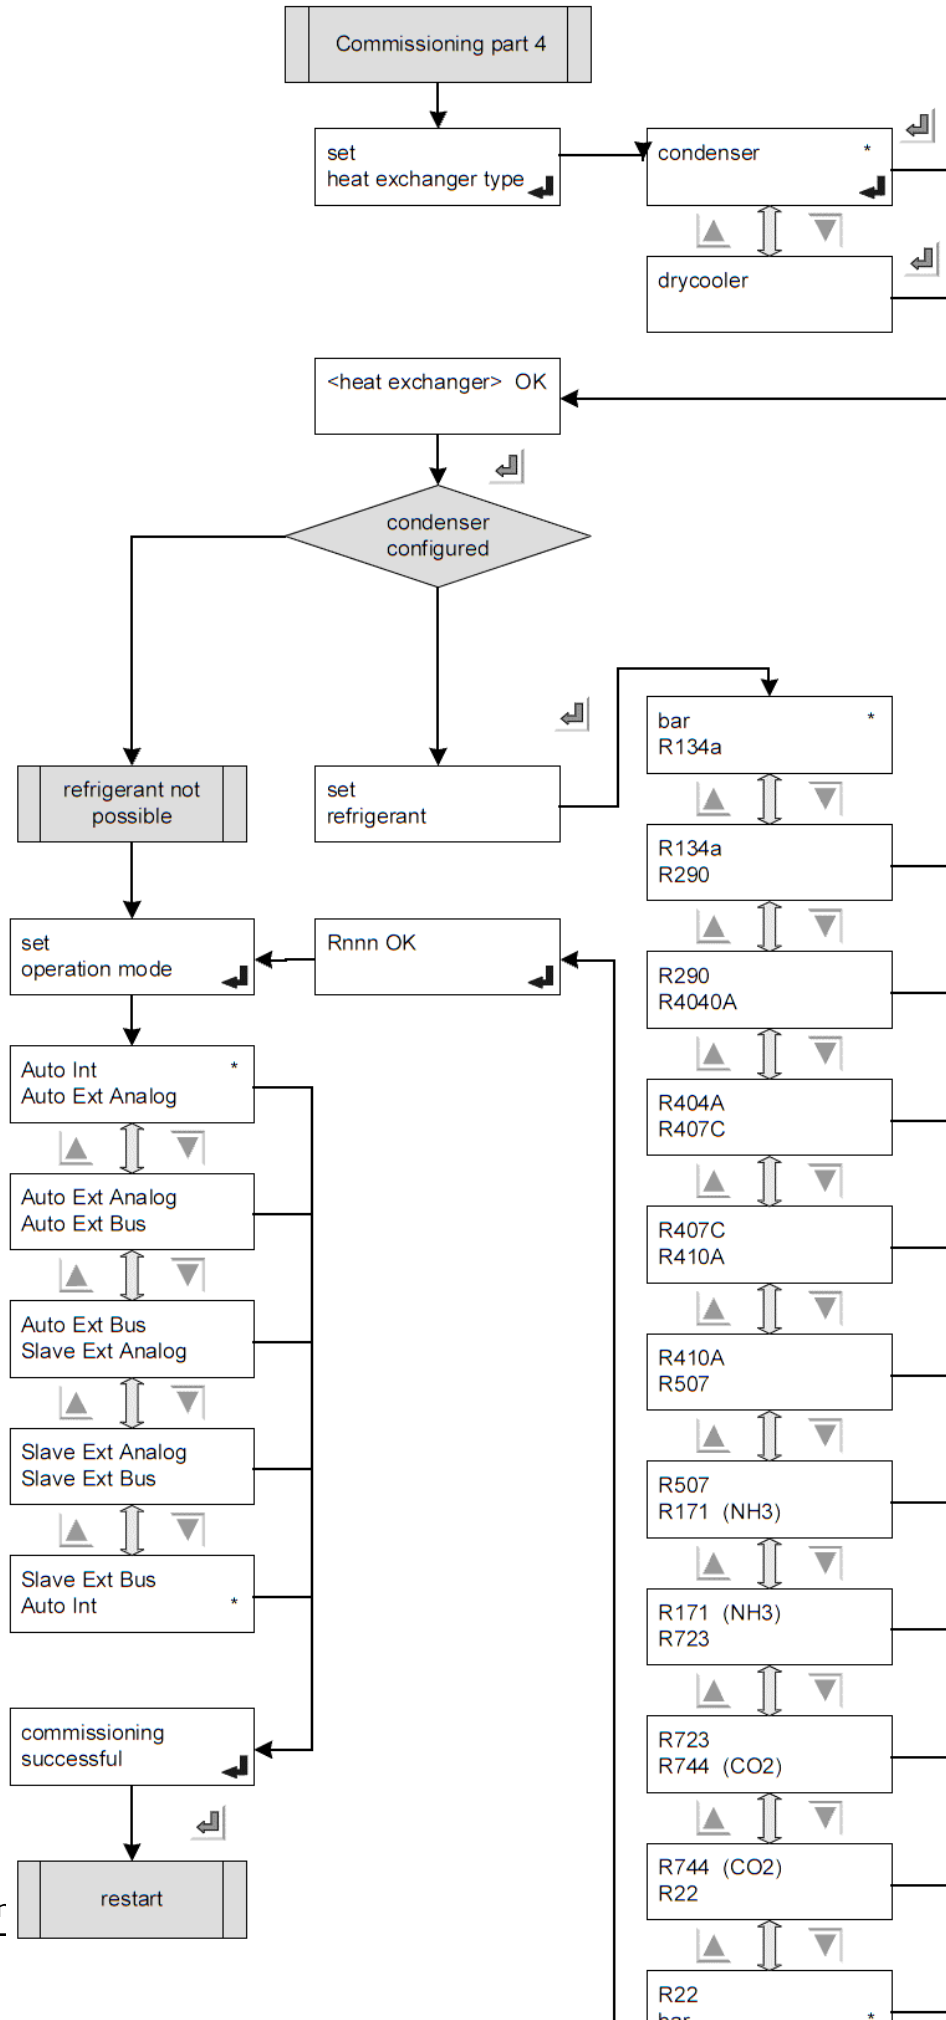 Commissioning part 4
set
heat exchanger type
condenser *
drycooler
<heat exchanger> OK
condenser
configured
bar *
R134a
refrigerant not
possible
set
refrigerant
R134a
R290
set
operation mode
Rnnn OK
R290
R4040A
Auto Int *
Auto Ext Analog
R404A
R407C
Auto Ext Analog
Auto Ext Bus
R407C
R410A
Auto Ext Bus
Slave Ext Analog
R410A
R507
Slave Ext Analog
Slave Ext Bus
R507
R171 (NH3)
Slave Ext Bus
Auto Int *
R171 (NH3)
R723
commissioning
successful
R723
R744 (CO2)
restart
R744 (CO2)
R22
R22
bar *